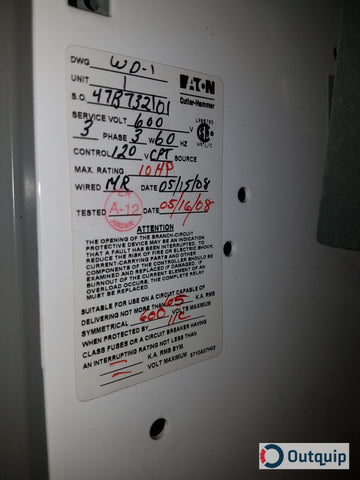 DWG WD-1
UNIT 1
EATON
S.O. 47B732101
Cutler-Hammer
SERVICE VOLT 600 V
LR68785
3 PHASE 3 W 60 HZ
NRTL/C
CONTROL 120 V CPT SOURCE
MAX. RATING 10 HP
WIRED MR DATE 05/15/08
TESTED A-12 DATE 05/16/08
ATTENTION
THE OPENING OF THE BRANCH-CIRCUIT
PROTECTIVE DEVICE MAY BE AN INDICATION
THAT A FAULT HAS BEEN INTERRUPTED. TO
REDUCE THE RISK OF FIRE OR ELECTRIC SHOCK,
CURRENT-CARRYING PARTS AND OTHER
COMPONENTS OF THE CONTROLLER SHOULD BE
EXAMINED AND REPLACED IF DAMAGED. IF
BURNOUT OF THE CURRENT ELEMENT OF AN
OVERLOAD OCCURS, THE COMPLETE RELAY
MUST BE REPLACED.
SUITABLE FOR USE ON A CIRCUIT CAPABLE OF
DELIVERING NOT MORE THAN 65 K.A. RMS
SYMMETRICAL 600 VOLTS MAXIMUM
WHEN PROTECTED BY
CLASS FUSES OR A CIRCUIT BREAKER HAVING
AN INTERRUPTING RATING NOT LESS THAN
K.A. RMS SYM.
VOLT MAXIMUM 5710A07H02
Outquip